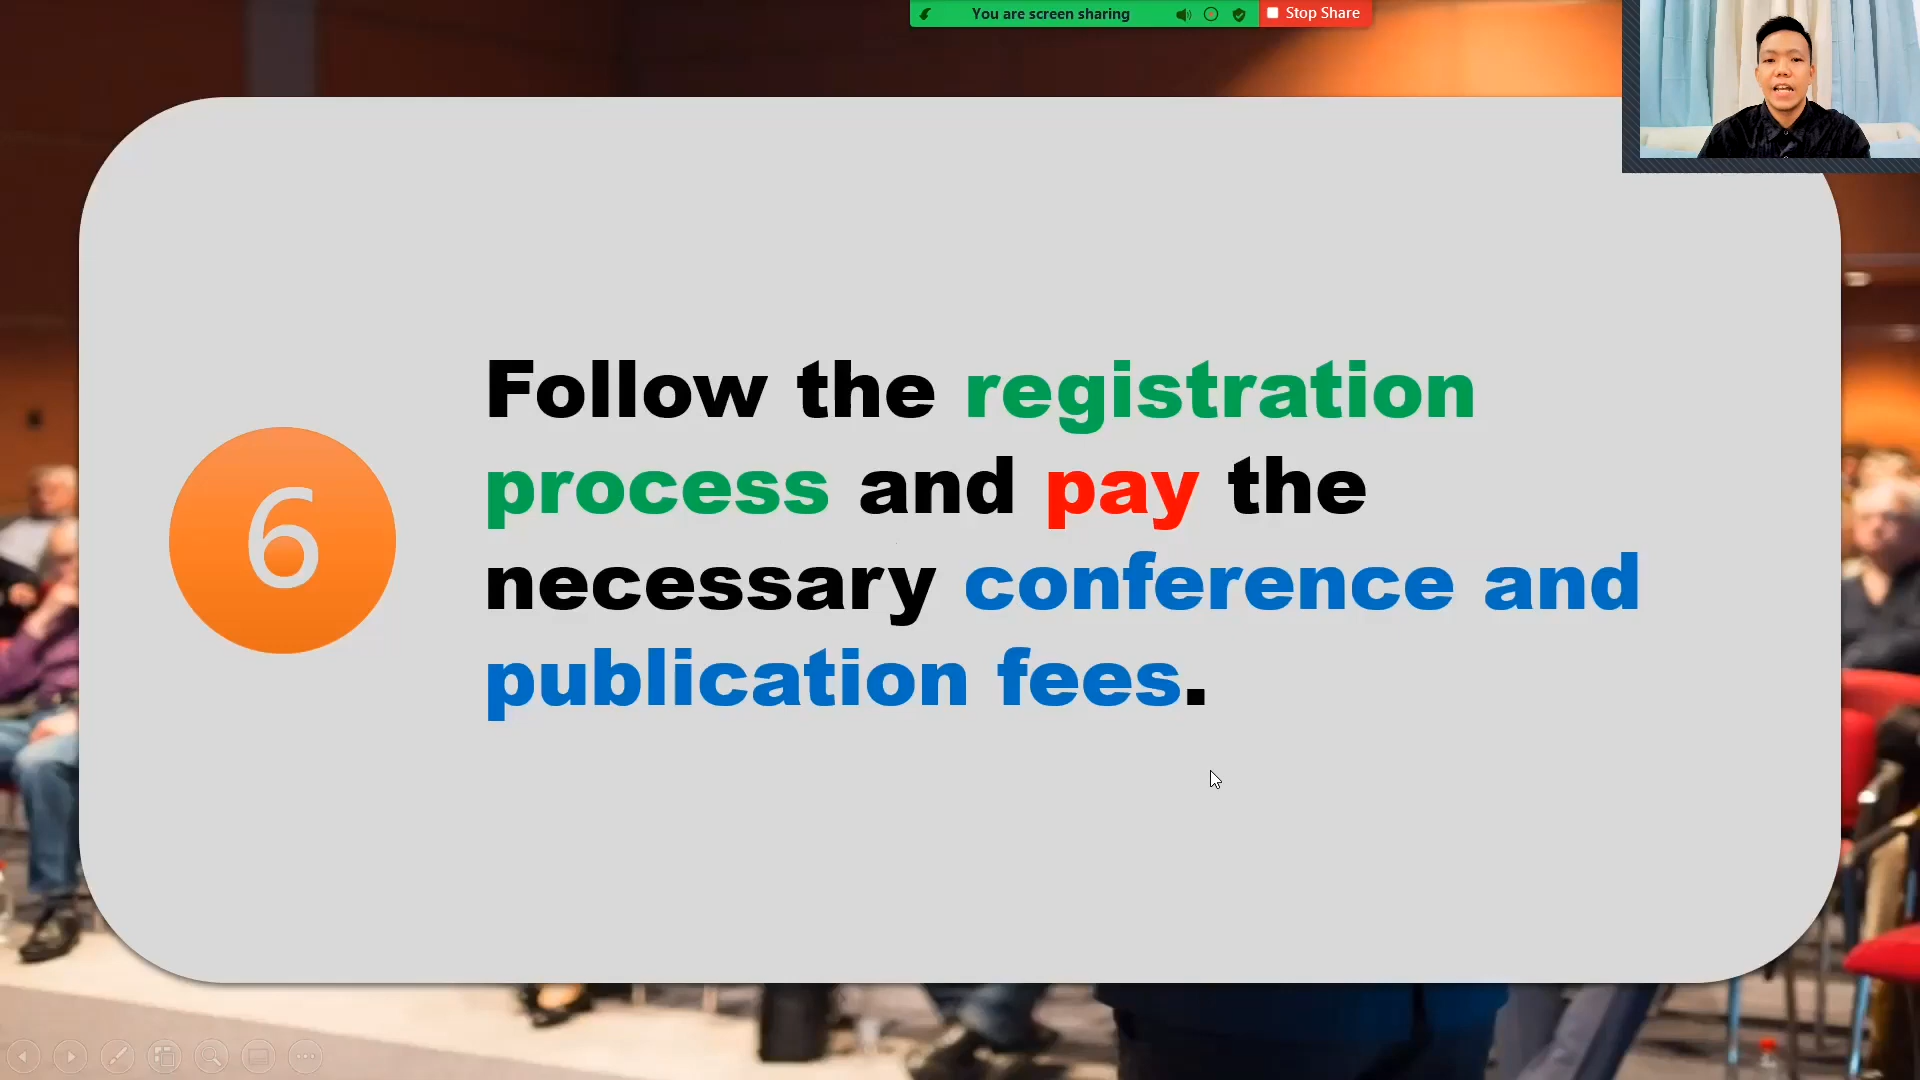 You are screen sharing
Stop Share
6
Follow the registration
process and pay the
necessary conference and
publication fees.